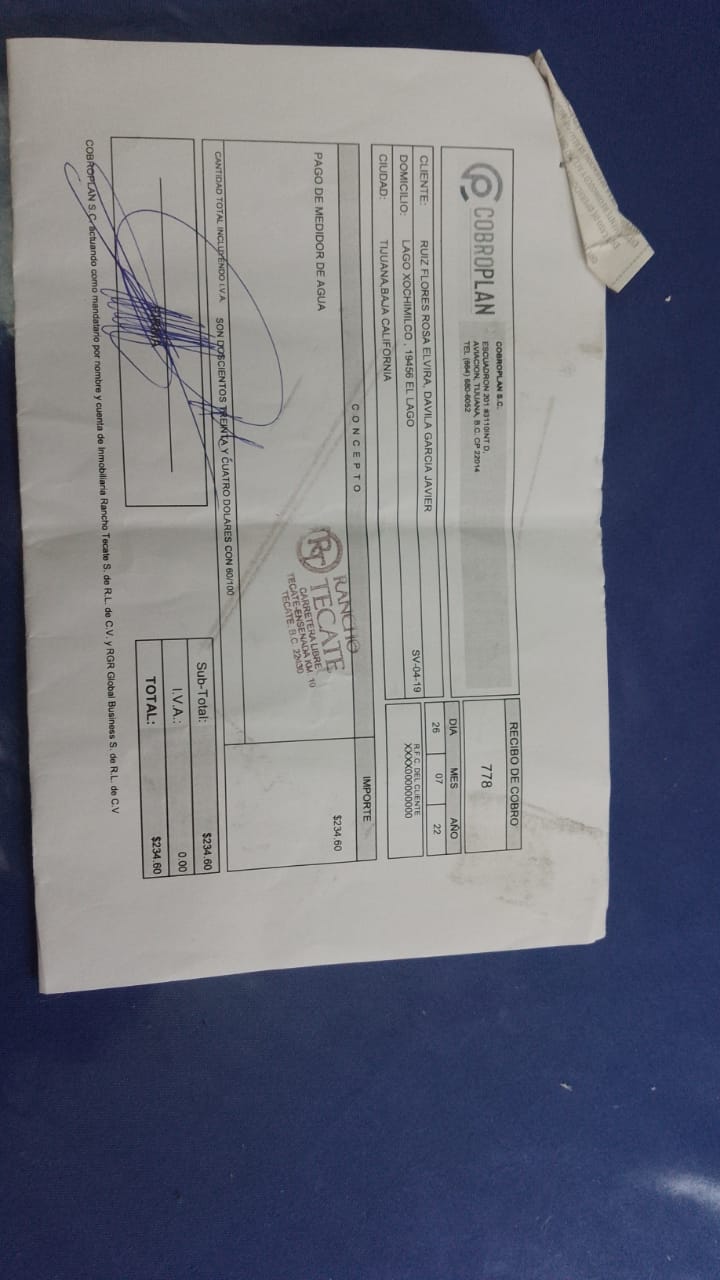 COBROPLAN
COBROPLAN S.C.
ESCUADRON 201 #3110INT D,
AVIACION, TIJUANA, B.C. CP 22014
TEL (664) 680-6052
RECIBO DE COBRO
778
DIA MES AÑO
26 07 22
CLIENTE: RUIZ FLORES ROSA ELVIRA, DAVILA GARCIA JAVIER
SV-04-19
DOMICILIO: LAGO XOCHIMILCO , 19456 EL LAGO
CIUDAD: TIJUANA,BAJA CALIFORNIA
R.F.C. DEL CLIENTE
XXXX000000000
CONCEPTO IMPORTE
PAGO DE MEDIDOR DE AGUA $234.60
RT RANCHO
TECATE
CARRETERA LIBRE
TECATE-ENSENADA KM. 10
TECATE, B.C.
CANTIDAD TOTAL INCLUYENDO I.V.A. SON DOSCIENTOS TREINTA Y CUATRO DOLARES CON 60/100
Sub-Total: $234.60
I.V.A.: 0.00
TOTAL: $234.60
COBROPLAN S.C. actuando como mandatario por nombre y cuenta de Inmobiliaria Rancho Tecate S. de R.L. de C.V. y RGR Global Business S. de R.L. de C.V